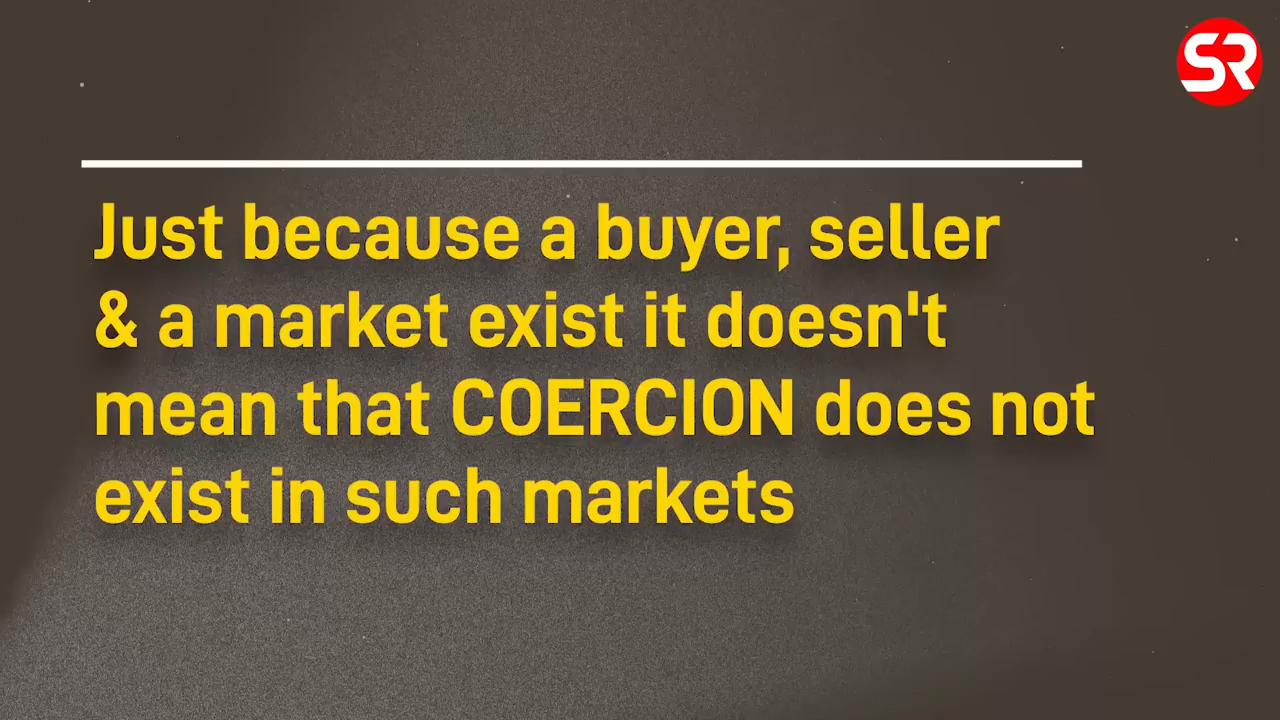 SR
Just because a buyer, seller
& a market exist it doesn't
mean that COERCION does not
exist in such markets